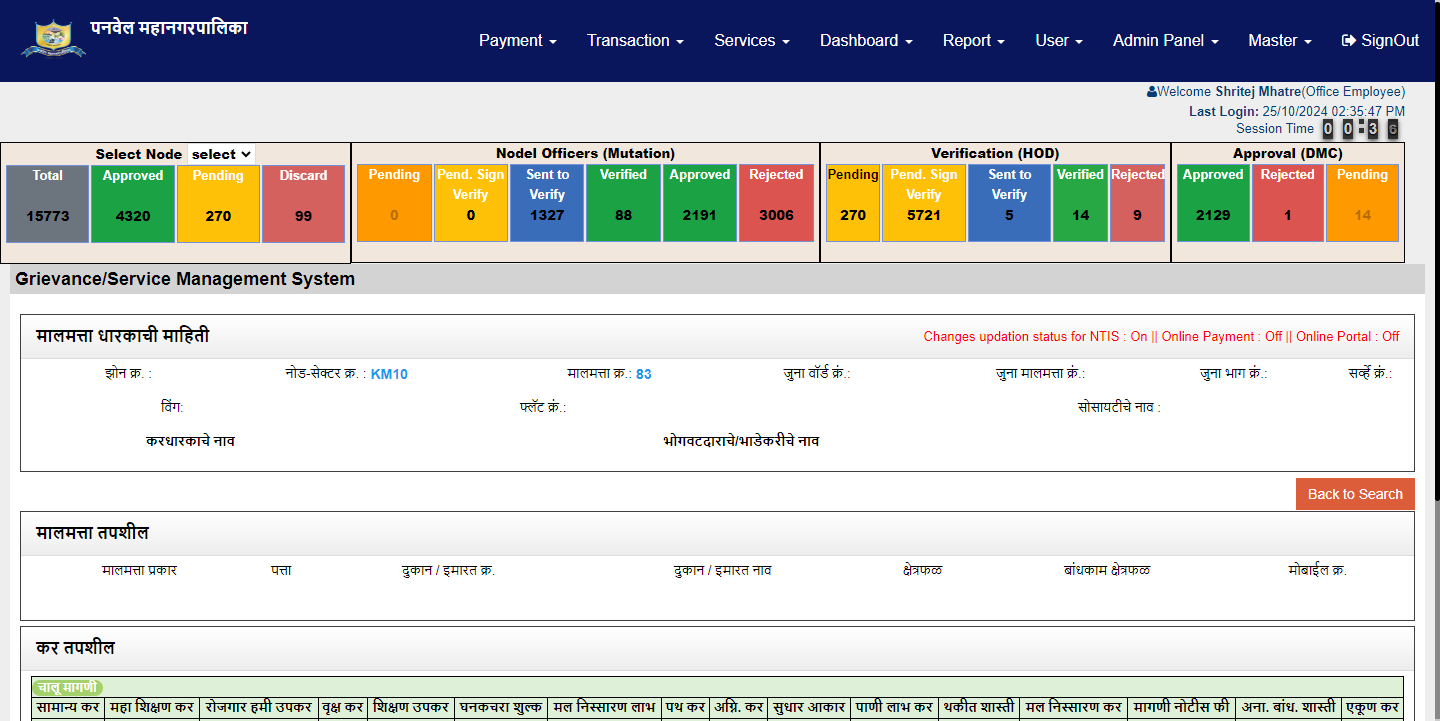 पनवेल महानगरपालिका
Payment Transaction Services Dashboard Report User Admin Panel Master SignOut
Welcome Shritej Mhatre(Office Employee)
Last Login: 25/10/2024 02:35:47 PM
Session Time 0 0 : 3 6
Select Node select Nodel Officers (Mutation) Verification (HOD) Approval (DMC)
Total Approved Pending Discard Pending Pend. Sign Verify Sent to Verify Verified Approved Rejected Pending Pend. Sign Verify Sent to Verify Verified Rejected Approved Rejected Pending
15773 4320 270 99 0 0 1327 88 2191 3006 270 5721 5 14 9 2129 1 14
Grievance/Service Management System
मालमत्ता धारकाची माहिती Changes updation status for NTIS : On || Online Payment : Off || Online Portal : Off
झोन क्र. : नोड-सेक्टर क्र. : KM10 मालमत्ता क्र.: 83 जुना वॉर्ड क्रं.: जुना मालमत्ता क्रं.: जुना भाग क्रं.: सर्व्हे क्रं.:
विंग: फ्लॅट क्रं.: सोसायटीचे नाव :
करधारकाचे नाव भोगवटदाराचे/भाडेकरीचे नाव
Back to Search
मालमत्ता तपशील
मालमत्ता प्रकार पत्ता दुकान / इमारत क्र. दुकान / इमारत नाव क्षेत्रफळ बांधकाम क्षेत्रफळ मोबाईल क्र.
कर तपशील
चालू मागणी
सामान्य कर महा शिक्षण कर रोजगार हमी उपकर वृक्ष कर शिक्षण उपकर घनकचरा शुल्क मल निस्सारण लाभ पथ कर अग्नि. कर सुधार आकार पाणी लाभ कर थकीत शास्ती मल निस्सारण कर मागणी नोटीस फी अना. बांध. शास्ती एकूण कर